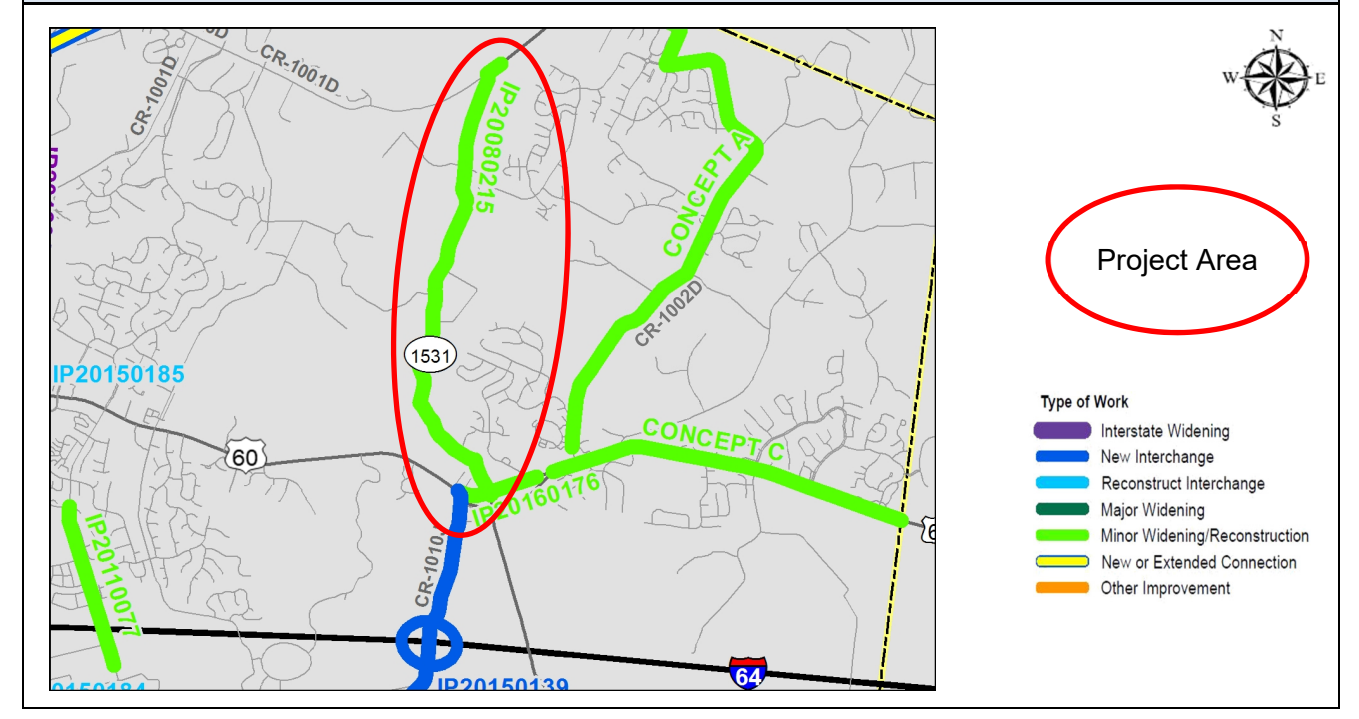 CR-1001D
CR-1001D
IP20080215
CONCEPT A
1531
CR-1002D
IP20150185
60
CONCEPT C
IP20160176
IP20110077
CR-1010
64
IP20150139
N
W
E
S
Project Area
Type of Work
Interstate Widening
New Interchange
Reconstruct Interchange
Major Widening
Minor Widening/Reconstruction
New or Extended Connection
Other Improvement